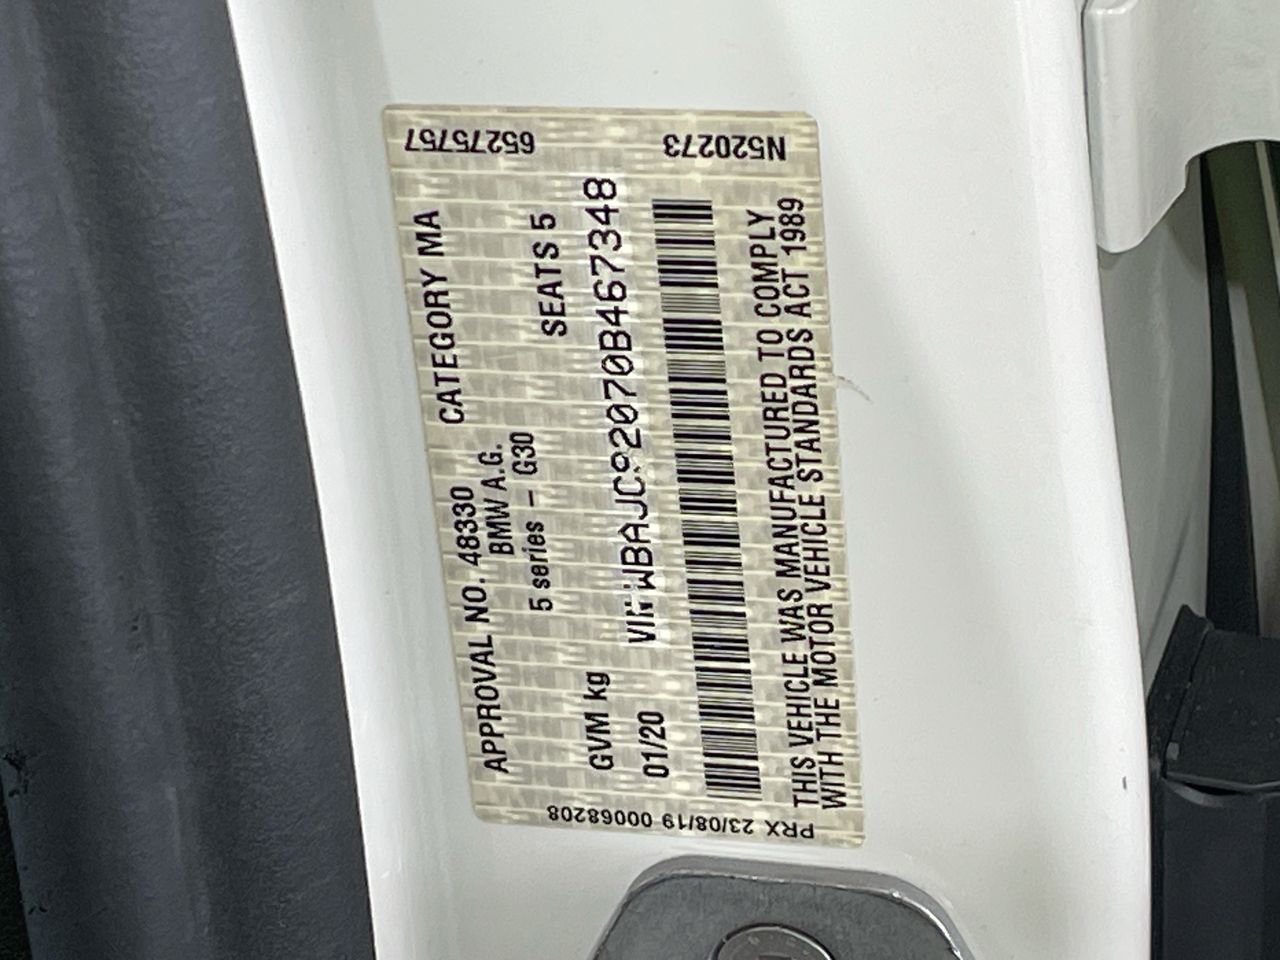 APPROVAL NO. 48330 CATEGORY MA
BMW A.G.
5 series - G30 SEATS 5
GVM kg
VIN WBAJC92070B467348
01/20
THIS VEHICLE WAS MANUFACTURED TO COMPLY
WITH THE MOTOR VEHICLE STANDARDS ACT 1989
65275757
N520273
PRX 23/08/19 00068208